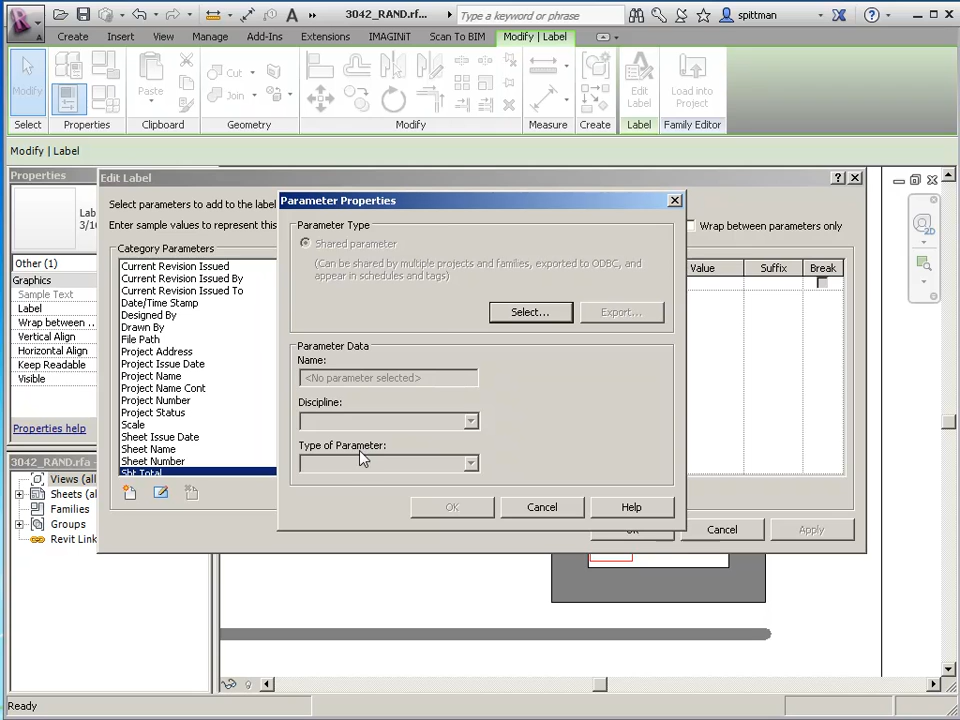 3042_RAND.rf...
Type a keyword or phrase
spittman
Create
Insert
View
Manage
Add-Ins
Extensions
IMAGINiT
Scan To BIM
Modify | Label
Modify
Paste
Cut
Join
Edit
Label
Load into
Project
Select
Properties
Clipboard
Geometry
Modify
Measure
Create
Label
Family Editor
Modify | Label
Properties
Lab
3/16
Other (1)
Graphics
Sample Text
Label
Wrap between ...
Vertical Align
Horizontal Align
Keep Readable
Visible
Properties help
3042_RAND.rfa -
Views (al
Sheets (al
Families
Groups
Revit Link
Edit Label
Select parameters to add to the label
Enter sample values to represent this
Wrap between parameters only
Category Parameters
Current Revision Issued
Current Revision Issued By
Current Revision Issued To
Date/Time Stamp
Designed By
Drawn By
File Path
Project Address
Project Issue Date
Project Name
Project Name Cont
Project Number
Project Status
Scale
Sheet Issue Date
Sheet Name
Sheet Number
Sht Total
Value
Suffix
Break
OK
Cancel
Apply
Parameter Properties
Parameter Type
Shared parameter
(Can be shared by multiple projects and families, exported to ODBC, and
appear in schedules and tags)
Select...
Export...
Parameter Data
Name:
<No parameter selected>
Discipline:
Type of Parameter:
OK
Cancel
Help
2D
Ready